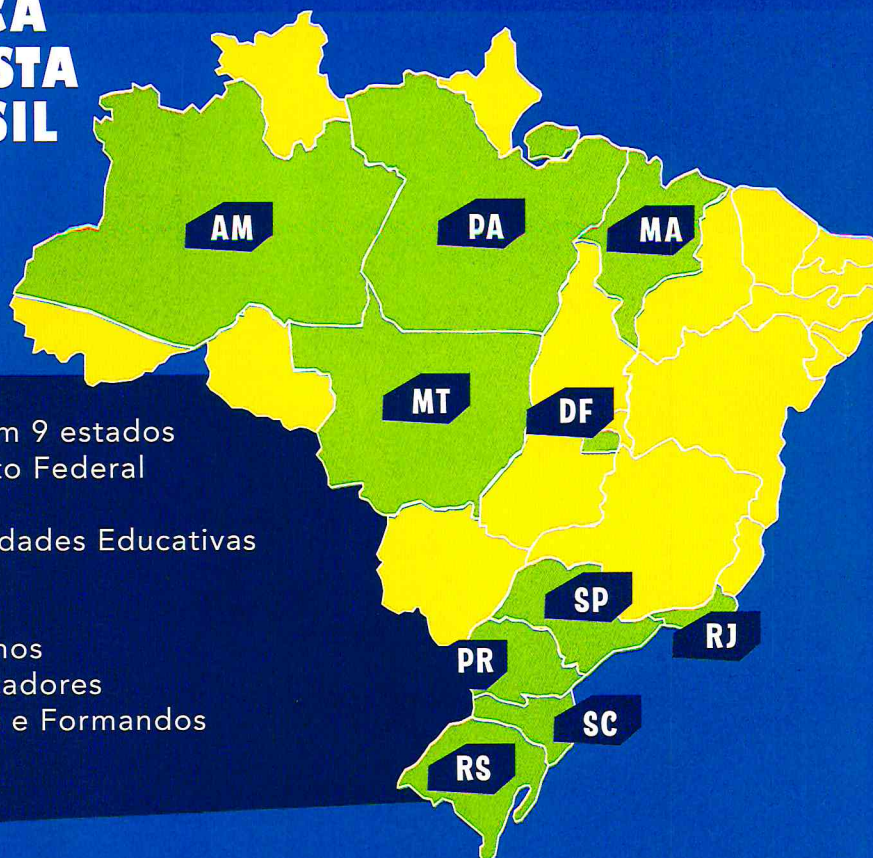 RA
STA
SIL
AM
PA
MA
MT
DF
m 9 estados
to Federal
dades Educativas
SP
RJ
nos
PR
adores
e Formandos
SC
RS